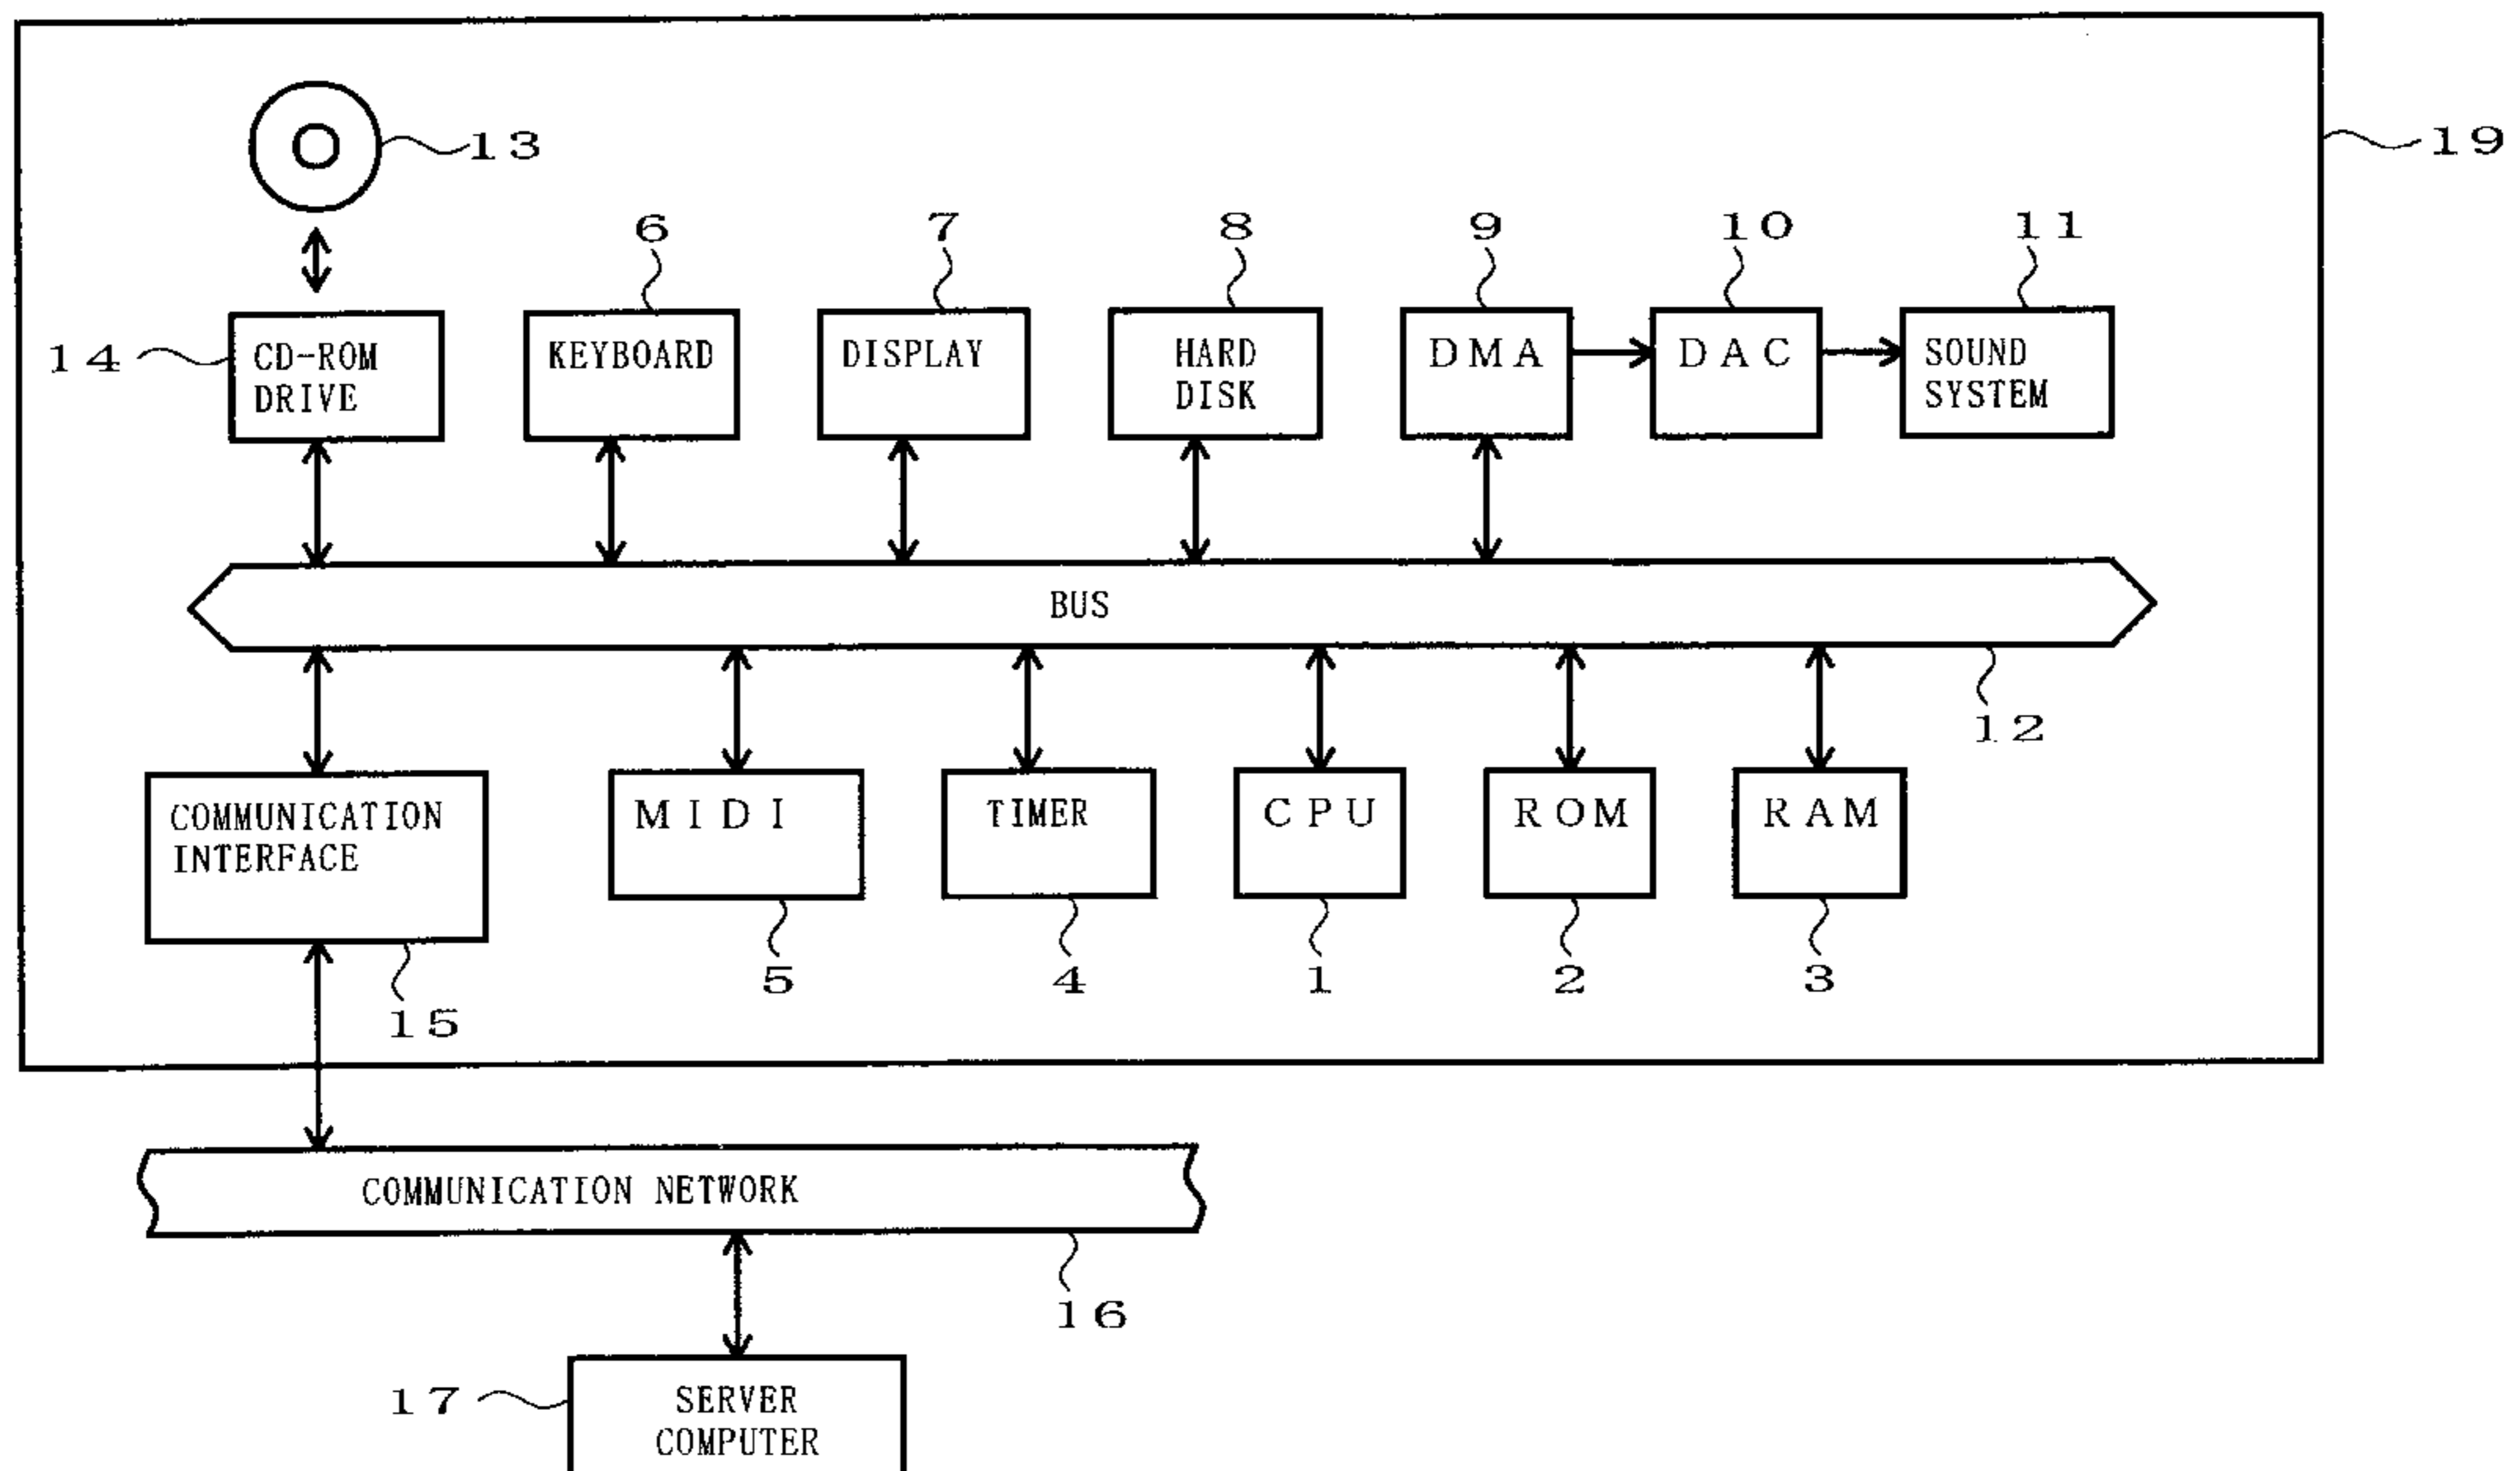 13
19
6
7
8
9
10
11
14
CD-ROM
DRIVE
KEYBOARD
DISPLAY
HARD
DISK
DMA
DAC
SOUND
SYSTEM
BUS
12
COMMUNICATION
INTERFACE
MIDI
TIMER
CPU
ROM
RAM
5
4
1
2
3
15
COMMUNICATION NETWORK
16
17
SERVER
COMPUTER